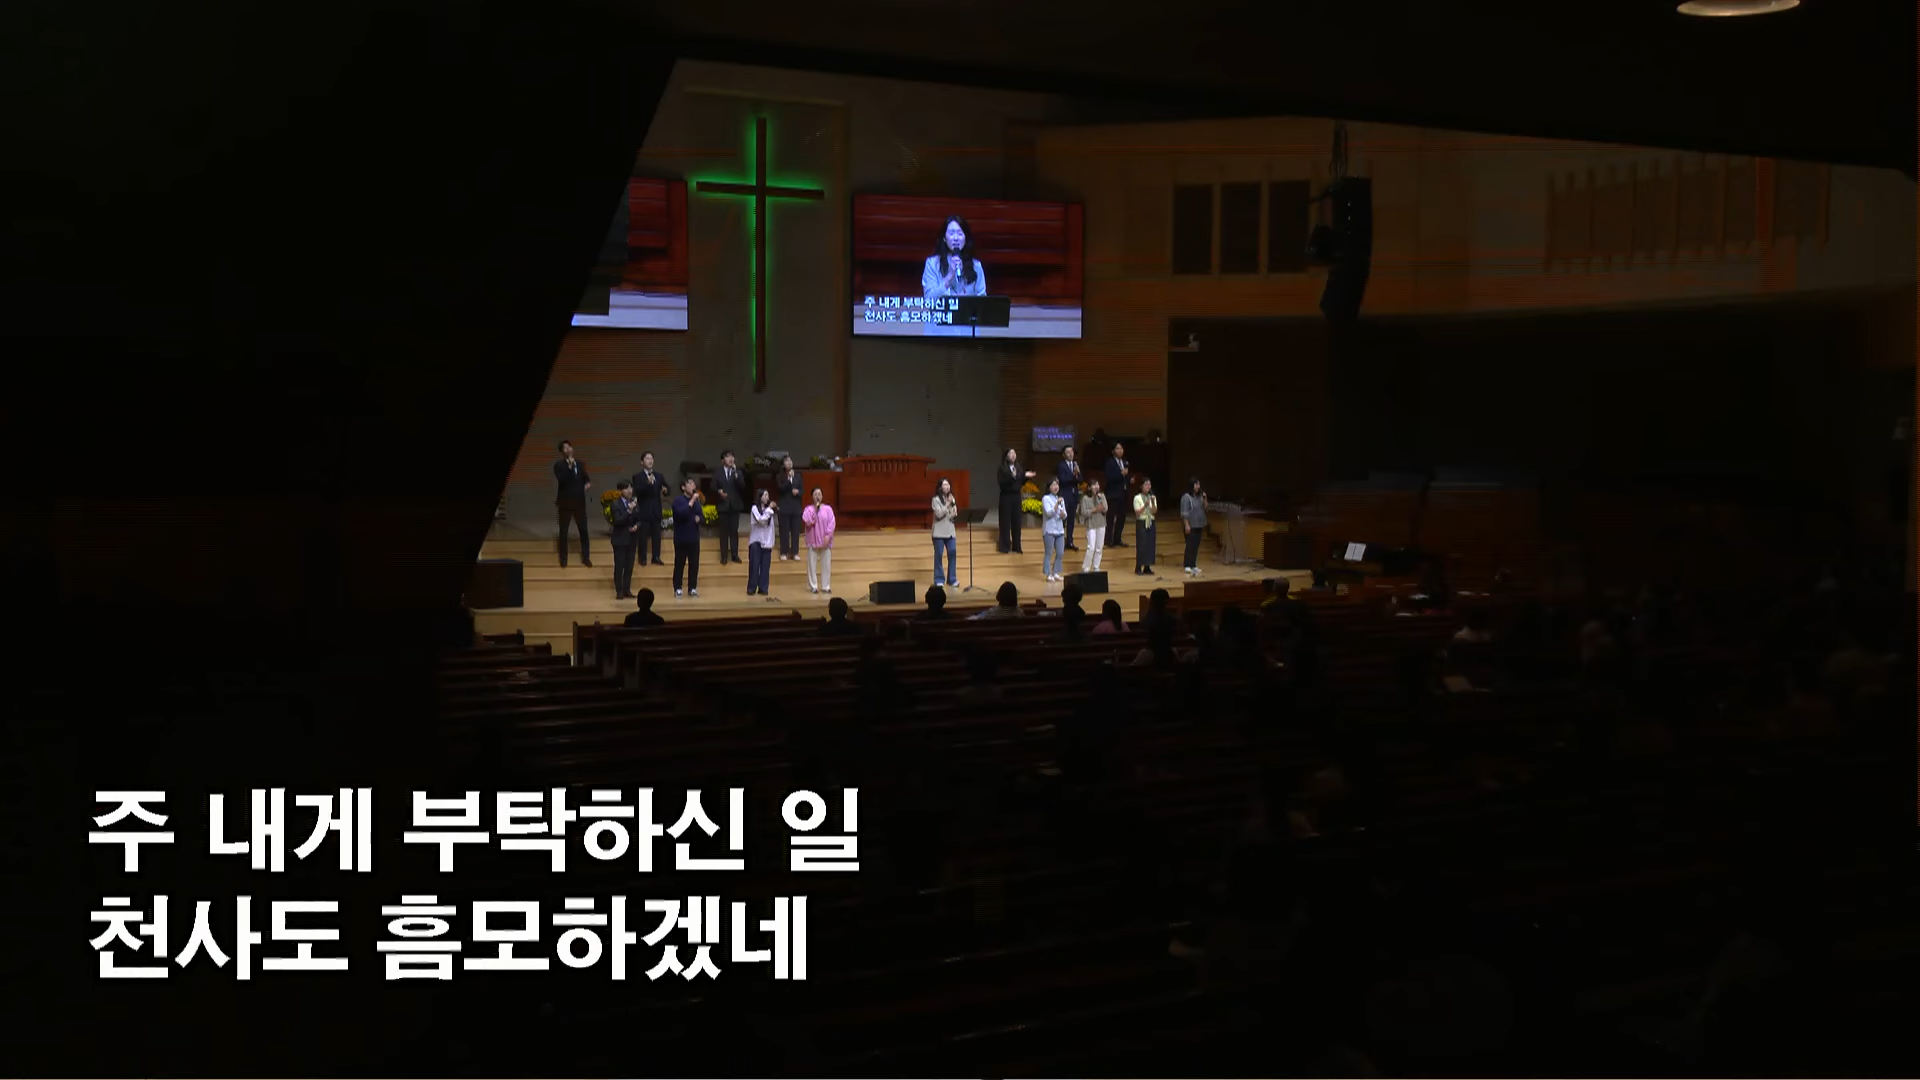 주 내게 부탁하신 일
천사도 흠모하겠네
주 내게 부탁하신 일
천사도 흠모하겠네